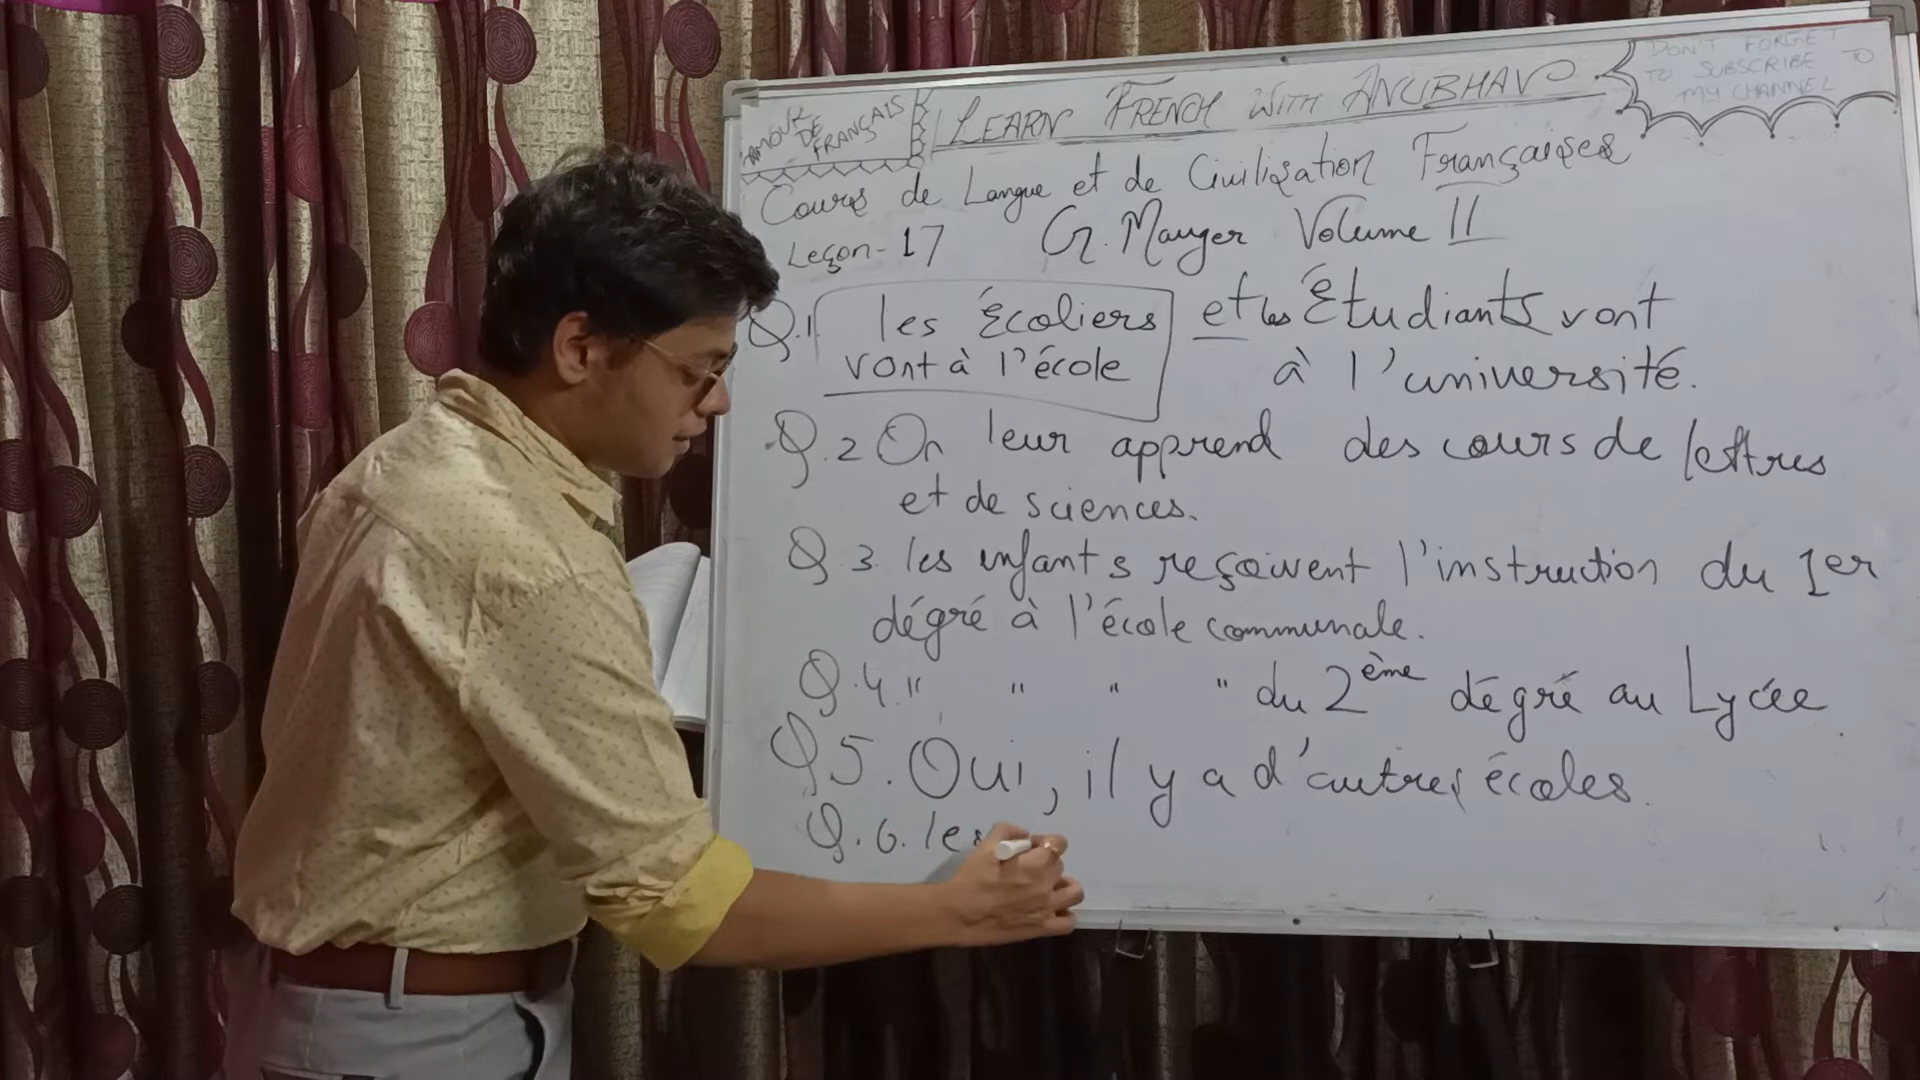 AMOUR DE FRANÇAIS
LEARN FRENCH WITH ANUBHAV
DON'T FORGET
TO SUBSCRIBE TO
MY CHANNEL
Cours de Langue et de Civilisation Françaises
Leçon-17 G. Mauger Volume II
Q.1 les Écoliers et les Étudiants vont
vont à l'école à l'université.
Q.2 On leur apprend des cours de lettres
et de sciences.
Q 3. les enfants reçoivent l'instruction du 1er
dégré à l'école communale.
Q.4. " " " " du 2ème dégré au Lycée.
Q5. Oui, il y a d'autres écoles.
Q.6. les